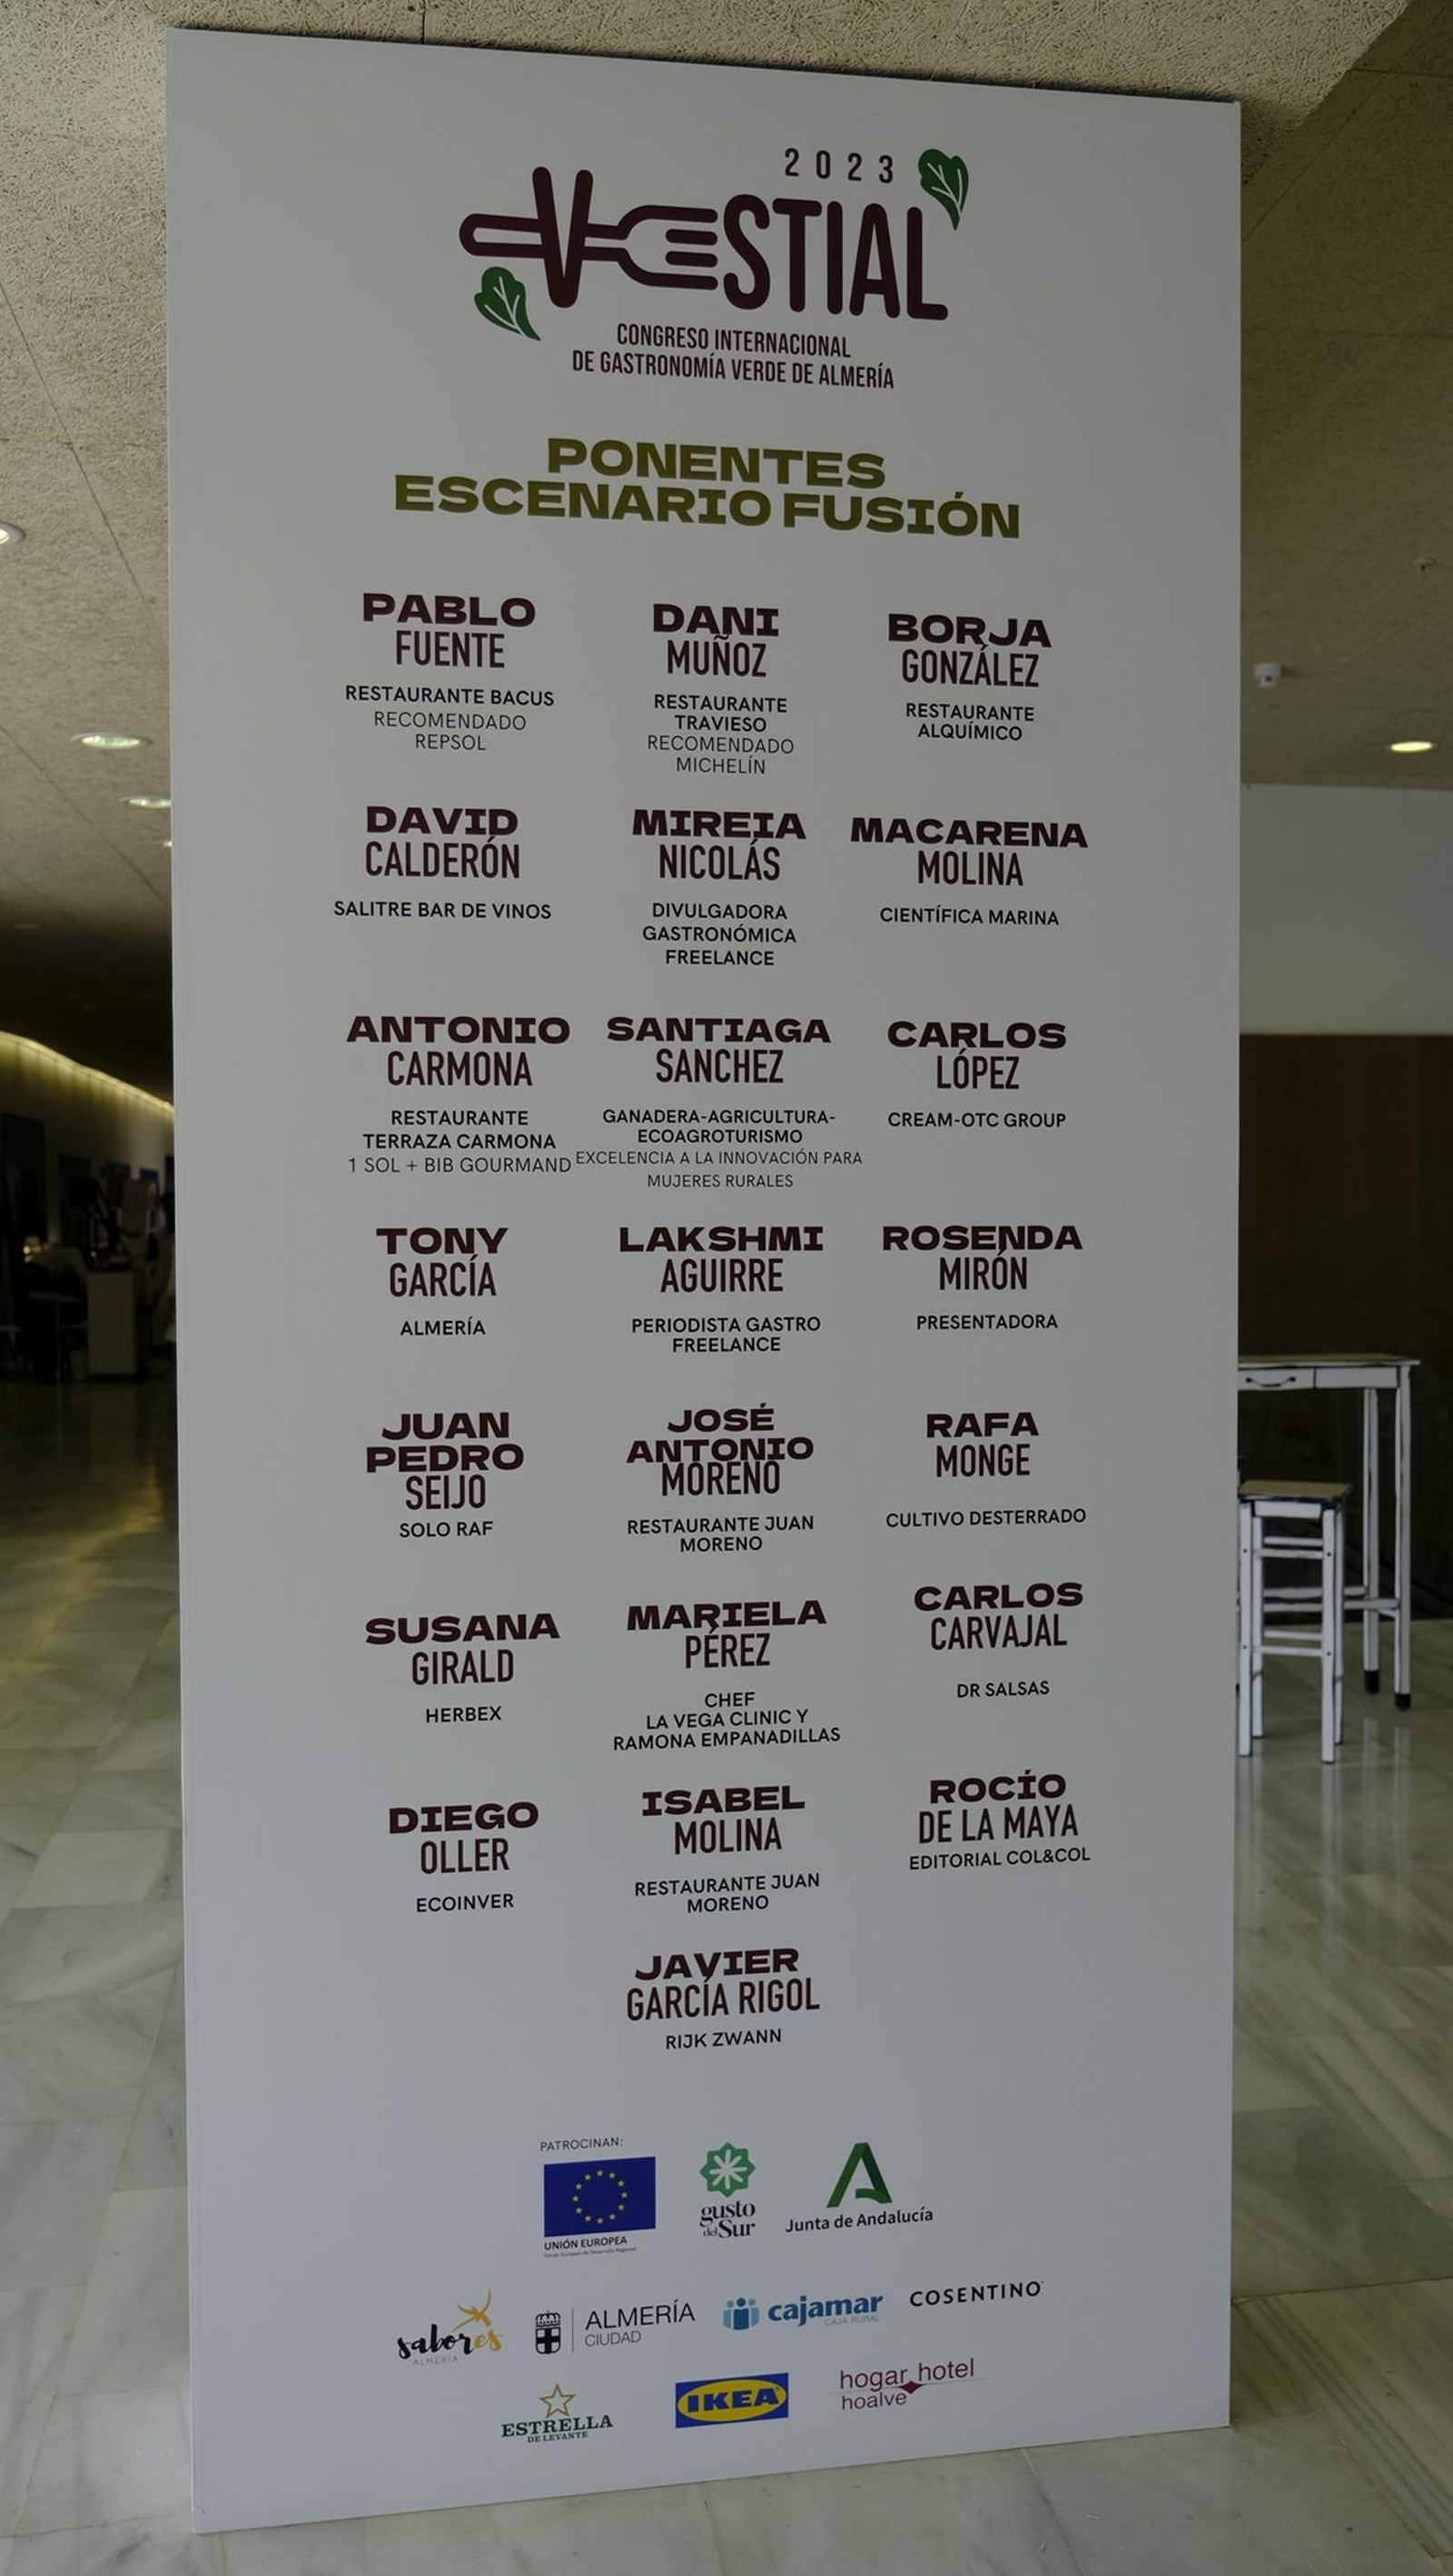 2023
VESTIAL
CONGRESO INTERNACIONAL
DE GASTRONOMÍA VERDE DE ALMERÍA
PONENTES
ESCENARIO FUSIÓN
PABLO
FUENTE
RESTAURANTE BACUS
RECOMENDADO
REPSOL
DANI
MUÑOZ
RESTAURANTE
TRAVIESO
RECOMENDADO
MICHELÍN
BORJA
GONZÁLEZ
RESTAURANTE
ALQUÍMICO
DAVID
CALDERÓN
SALITRE BAR DE VINOS
MIREIA
NICOLÁS
DIVULGADORA
GASTRONÓMICA
FREELANCE
MACARENA
MOLINA
CIENTÍFICA MARINA
ANTONIO
CARMONA
RESTAURANTE
TERRAZA CARMONA
1 SOL + BIB GOURMAND
SANTIAGA
SANCHEZ
GANADERA-AGRICULTURA-
ECOAGROTURISMO
EXCELENCIA A LA INNOVACIÓN PARA
MUJERES RURALES
CARLOS
LÓPEZ
CREAM-OTC GROUP
TONY
GARCÍA
ALMERÍA
LAKSHMI
AGUIRRE
PERIODISTA GASTRO
FREELANCE
ROSENDA
MIRÓN
PRESENTADORA
JUAN
PEDRO
SEIJO
SOLO RAF
JOSÉ
ANTONIO
MORENO
RESTAURANTE JUAN
MORENO
RAFA
MONGE
CULTIVO DESTERRADO
SUSANA
GIRALD
HERBEX
MARIELA
PÉREZ
CHEF
LA VEGA CLINIC Y
RAMONA EMPANADILLAS
CARLOS
CARVAJAL
DR SALSAS
DIEGO
OLLER
ECOINVER
ISABEL
MOLINA
RESTAURANTE JUAN
MORENO
ROCÍO
DE LA MAYA
EDITORIAL COL&COL
JAVIER
GARCÍA RIGOL
RIJK ZWANN
PATROCINAN:
UNIÓN EUROPEA
Fondo Europeo de Desarrollo Regional
gusto
del Sur
Junta de Andalucía
sabores
ALMERÍA
ALMERÍA
CIUDAD
cajamar
CAJA RURAL
COSENTINO
ESTRELLA
DE LEVANTE
IKEA
hogar hotel
hoalve